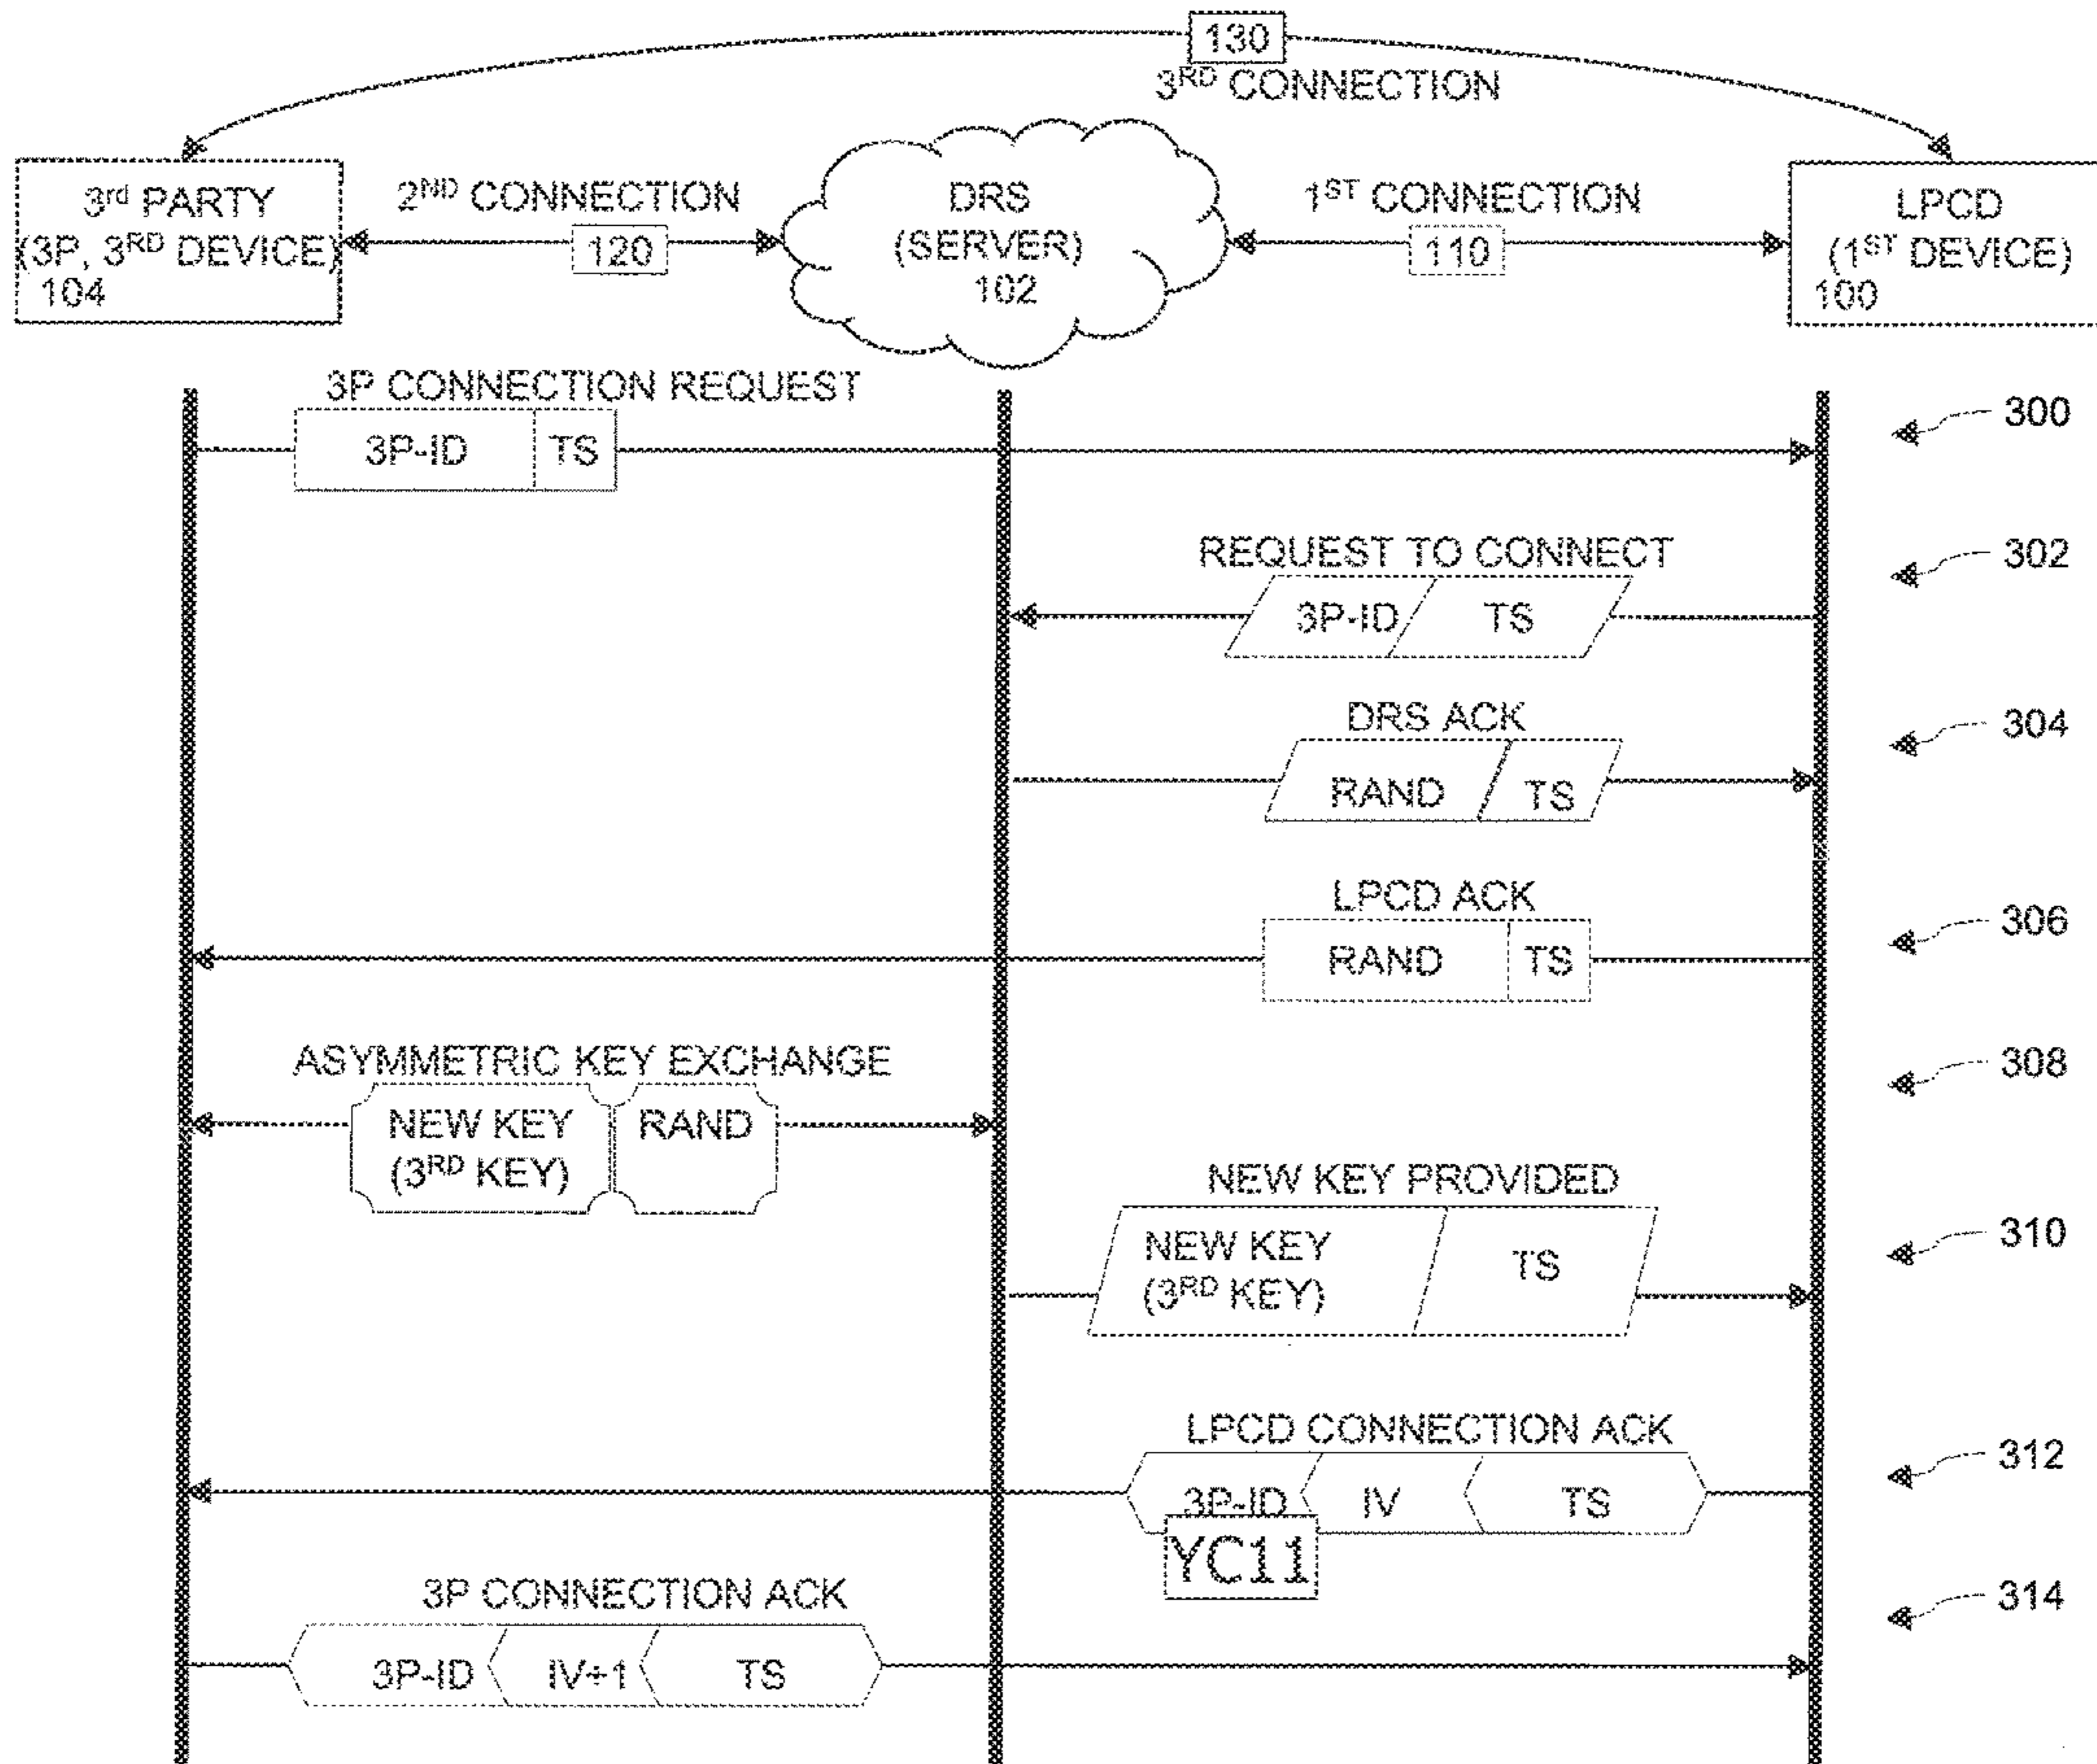 130
3RD CONNECTION
3rd PARTY
(3P, 3RD DEVICE)
104
2ND CONNECTION
120
DRS
(SERVER)
102
1ST CONNECTION
110
LPCD
(1ST DEVICE)
100
3P CONNECTION REQUEST
3P-ID TS
300
REQUEST TO CONNECT
3P-ID TS
302
DRS ACK
RAND TS
304
LPCD ACK
RAND TS
306
ASYMMETRIC KEY EXCHANGE
NEW KEY RAND
(3RD KEY)
308
NEW KEY PROVIDED
NEW KEY TS
(3RD KEY)
310
LPCD CONNECTION ACK
3P-ID IV TS
312
YC11
3P CONNECTION ACK
3P-ID IV+1 TS
314